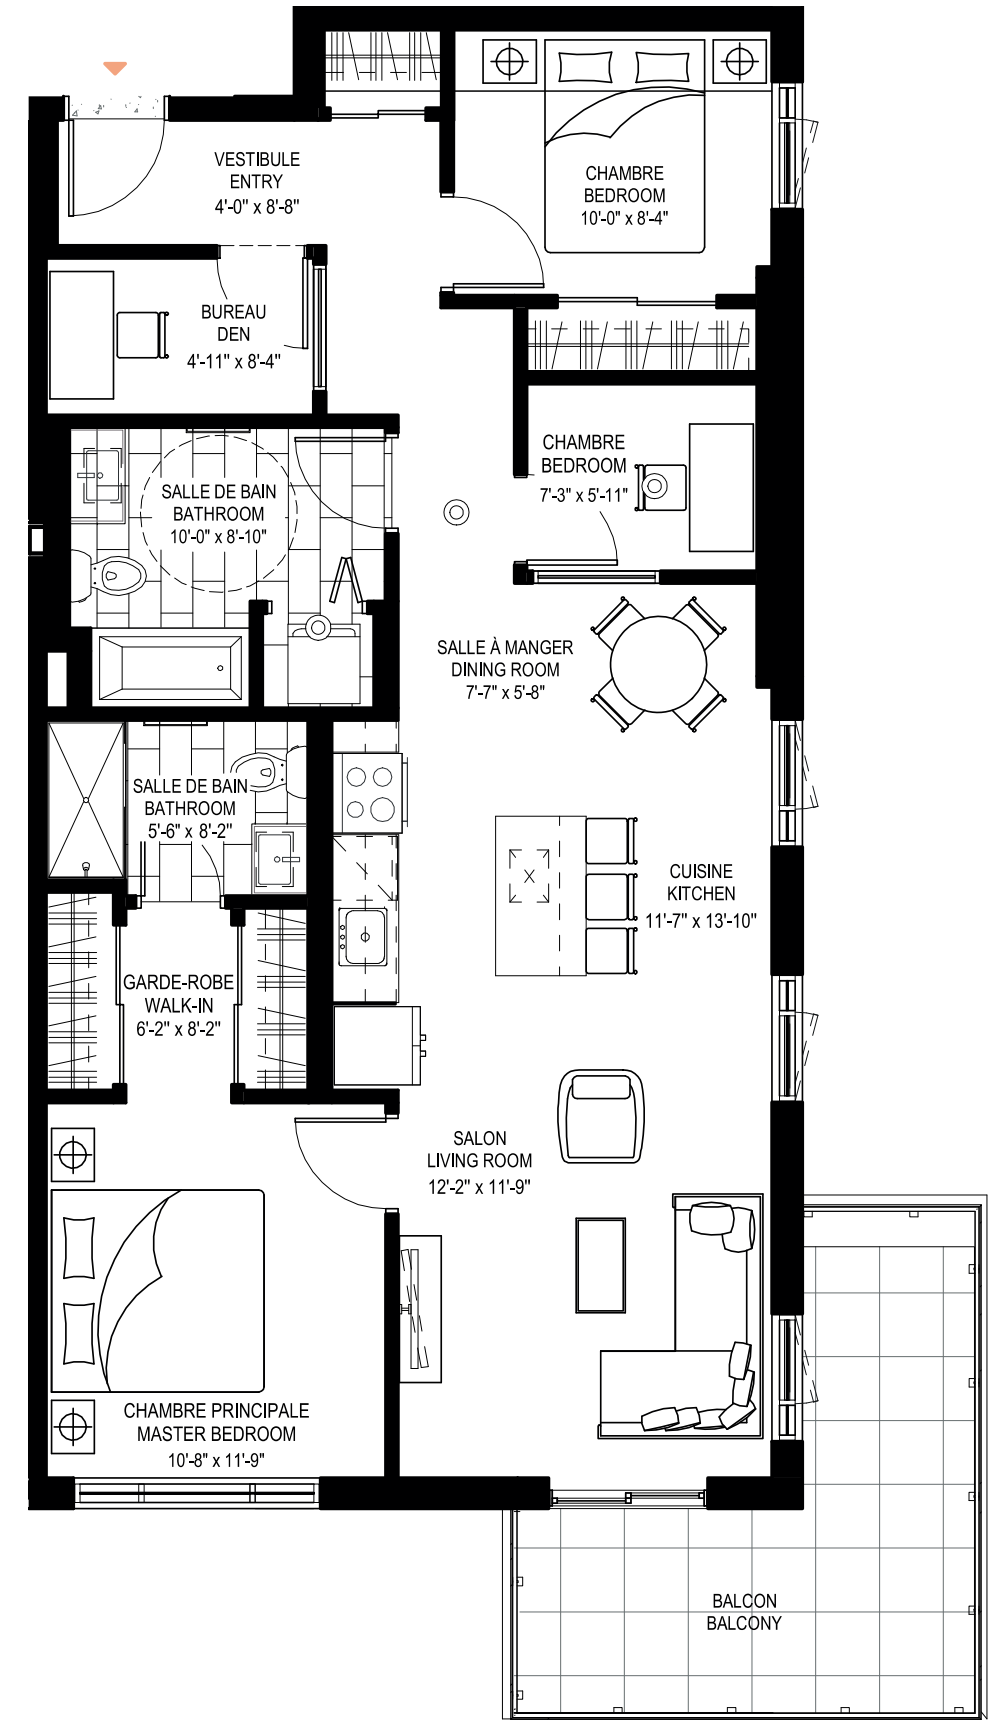 VESTIBULE
ENTRY
4'-0" x 8'-8"
CHAMBRE
BEDROOM
10'-0" x 8'-4"
BUREAU
DEN
4'-11" x 8'-4"
CHAMBRE
BEDROOM
7'-3" x 5'-11"
SALLE DE BAIN
BATHROOM
10'-0" x 8'-10"
SALLE À MANGER
DINING ROOM
7'-7" x 5'-8"
SALLE DE BAIN
BATHROOM
5'-6" x 8'-2"
CUISINE
KITCHEN
11'-7" x 13'-10"
GARDE-ROBE
WALK-IN
6'-2" x 8'-2"
SALON
LIVING ROOM
12'-2" x 11'-9"
CHAMBRE PRINCIPALE
MASTER BEDROOM
10'-8" x 11'-9"
BALCON
BALCONY